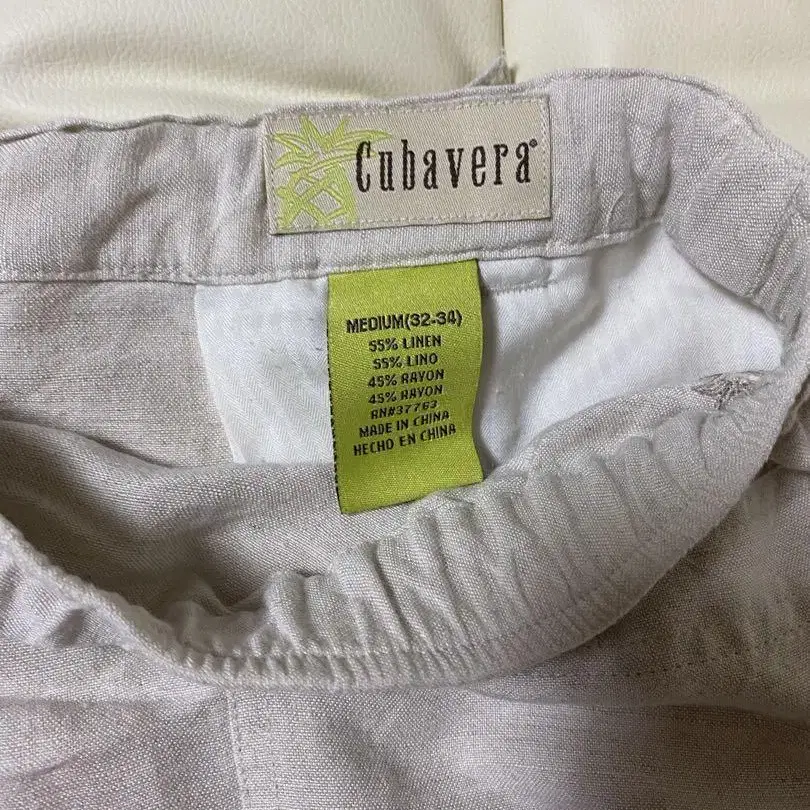 Cubavera®
MEDIUM(32-34)
55% LINEN
55% LINO
45% RAYON
45% RAYON
RN#37763
MADE IN CHINA
HECHO EN CHINA